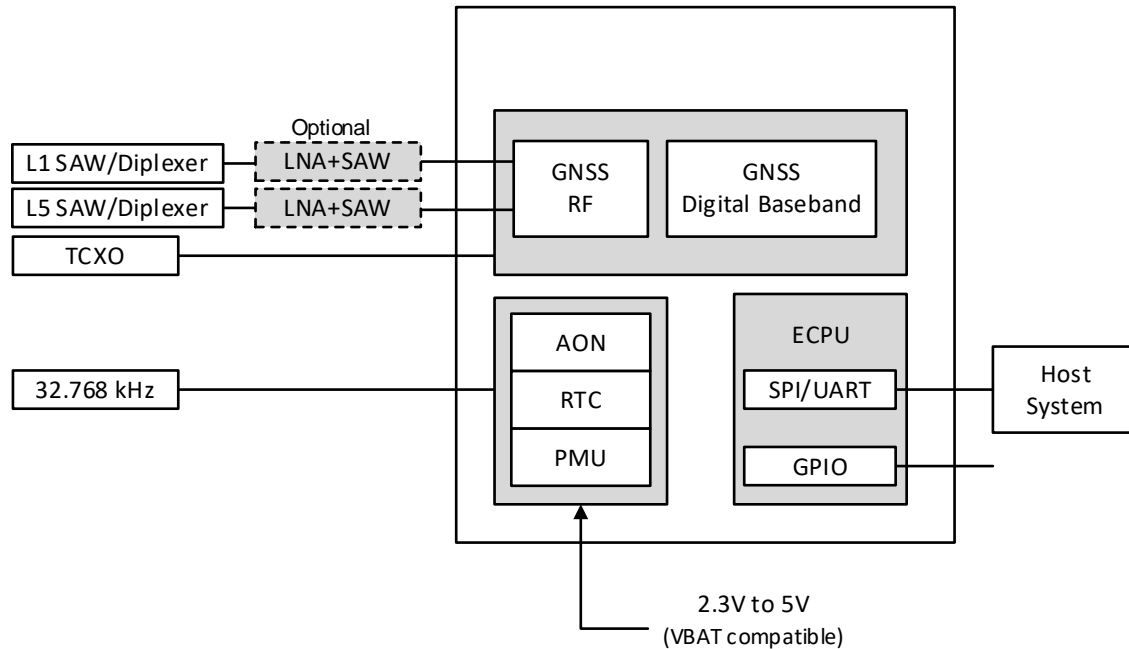 Optional
L1 SAW/Diplexer
LNA+SAW
L5 SAW/Diplexer
LNA+SAW
TCXO
GNSS
RF
GNSS
Digital Baseband
32.768 kHz
AON
RTC
PMU
ECPU
SPI/UART
GPIO
Host
System
2.3V to 5V
(VBAT compatible)